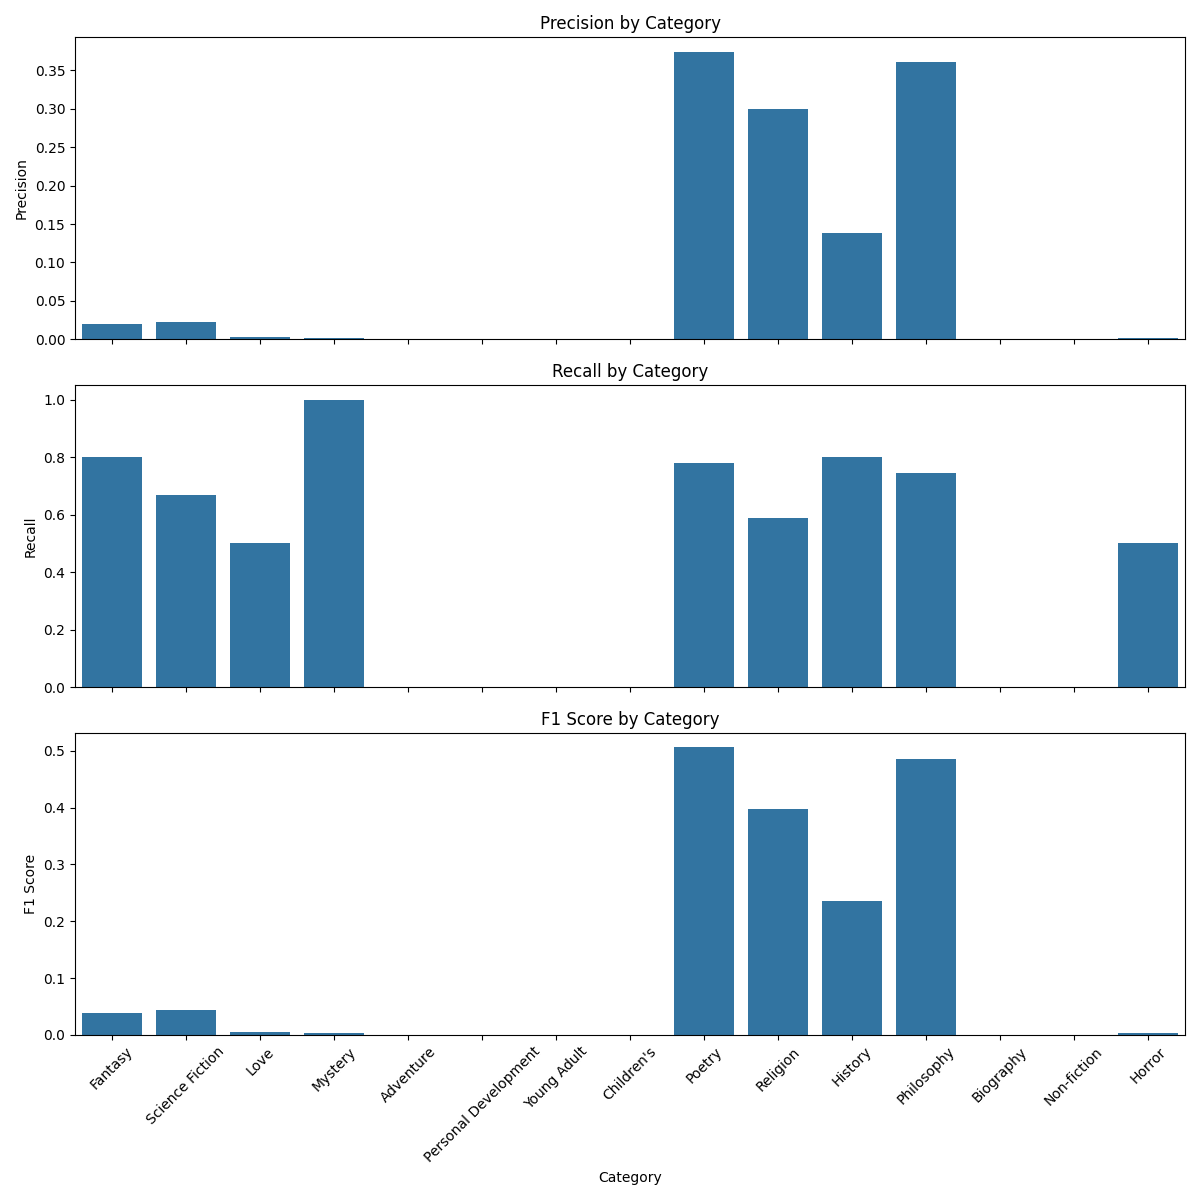 Precision by Category
Precision
0.35
0.30
0.25
0.20
0.15
0.10
0.05
0.00
Recall by Category
Recall
1.0
0.8
0.6
0.4
0.2
0.0
F1 Score by Category
F1 Score
0.5
0.4
0.3
0.2
0.1
0.0
Fantasy
Science Fiction
Love
Mystery
Adventure
Personal Development
Young Adult
Children's
Poetry
Religion
History
Philosophy
Biography
Non-fiction
Horror
Category